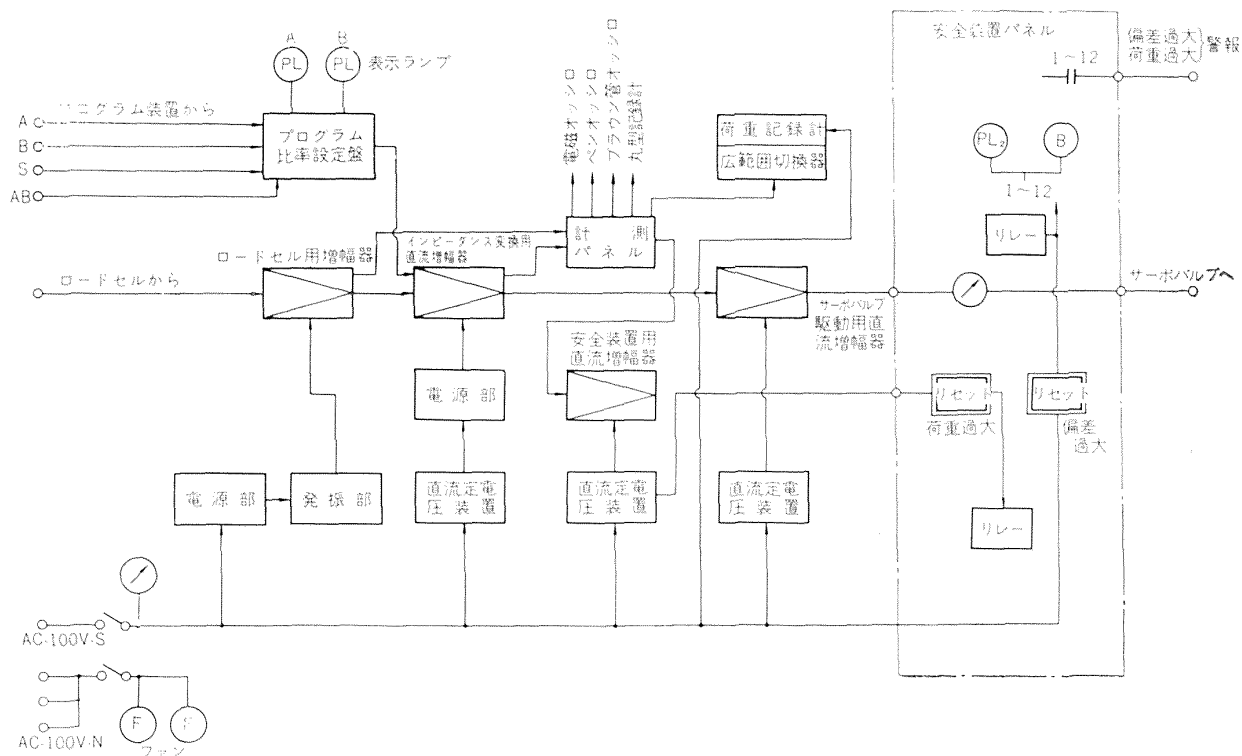 A
B
PL
PL
表示ランプ
プログラム装置から
A
B
S
AB
プログラム
比率設定盤
電磁オッシロ
ペンオッシロ
ブラウン管オッシロ
丸型記録計
荷重記録計
広範囲切換器
安全装置パネル
1~12
偏差過大
荷重過大
警報
PL₂
B
1~12
リレー
計測
パネル
ロードセル用増幅器
インピーダンス変換用
直流増幅器
ロードセルから
サーボバルブ
駆動用直
流増幅器
サーボバルブへ
安全装置用
直流増幅器
電源部
リセット
荷重過大
リセット
偏差
過大
電源部
発振部
直流定電
圧装置
直流定電
圧装置
直流定電
圧装置
リレー
AC-100V-S
AC-100V-N
F
F
ファン